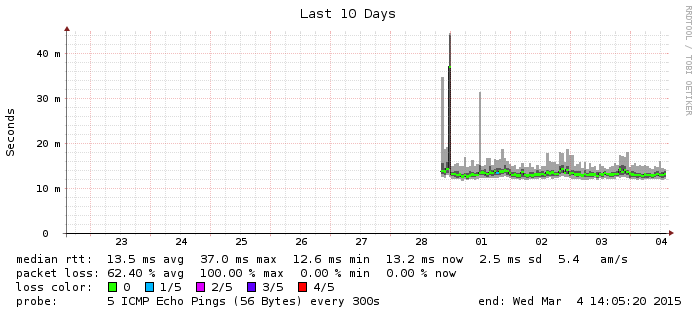 Last 10 Days
RRDTOOL / TOBI OETIKER
Seconds
40 m
30 m
20 m
10 m
0
23 24 25 26 27 28 01 02 03 04
median rtt: 13.5 ms avg 37.0 ms max 12.6 ms min 13.2 ms now 2.5 ms sd 5.4 am/s
packet loss: 62.40 % avg 100.00 % max 0.00 % min 0.00 % now
loss color: 0 1/5 2/5 3/5 4/5
probe: 5 ICMP Echo Pings (56 Bytes) every 300s end: Wed Mar 4 14:05:20 2015